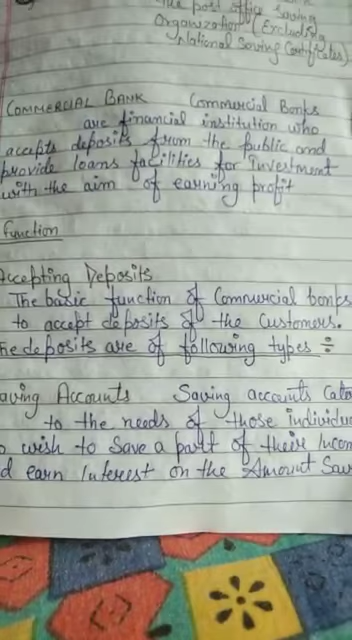 the post office Saving
Organization (Excluding
National Saving Certificates)
COMMERCIAL BANK Commercial Banks
are financial institution who
accepts deposits from the public and
provide loans facilities for Investment
with the aim of earning profit
Function
Accepting Deposits
The basic function of Commercial banks
to accept deposits of the Customers.
The deposits are of following types ÷
aving Accounts Saving accounts Cate
to the needs of those individu
o wish to Save a part of their Incom
d earn Interest on the Amount Sav